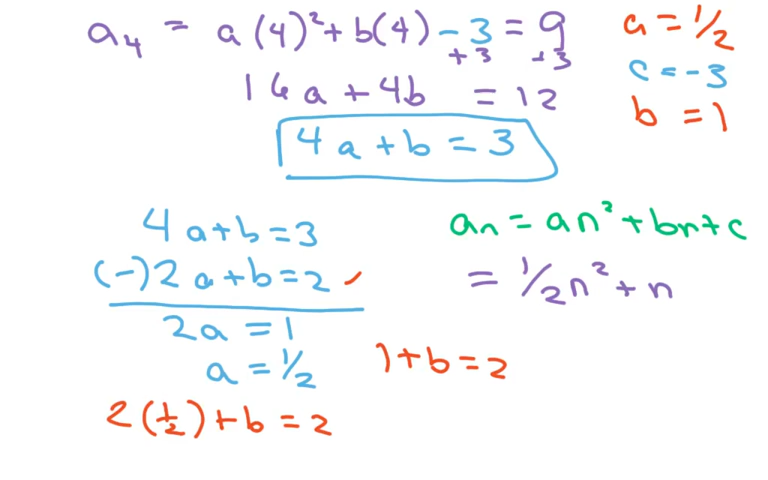 a₄ = a(4)² + b(4) - 3 = 9
a = 1/2
+3 +3
c = -3
16a + 4b = 12
b = 1
4a + b = 3
4a + b = 3
aₙ = an² + bn + c
(-) 2a + b = 2
= 1/2n² + n
2a = 1
a = 1/2
1 + b = 2
2(1/2) + b = 2